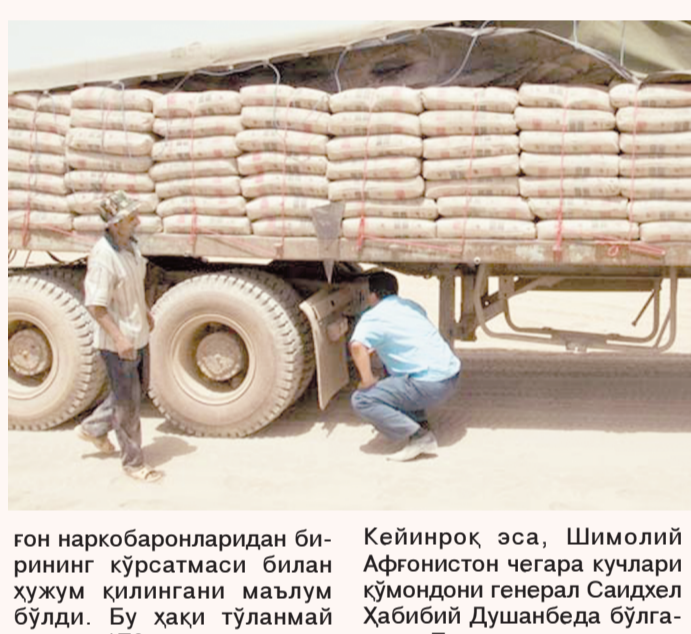 ғон наркобаронларидан би-
рининг кўрсатмаси билан
ҳужум қилингани маълум
бўлди. Бу ҳақи тўланмай
Кейинроқ эса, Шимолий
Афғонистон чегара кучлари
қўмондони генерал Саидхел
Ҳабибий Душанбеда бўлга-